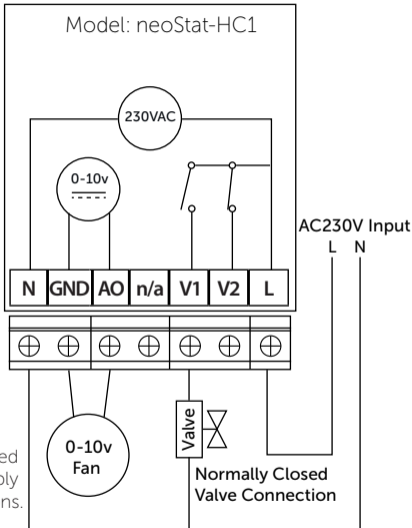 Model: neoStat-HC1
230VAC
0-10v
AC230V Input
L N
N GND AO n/a V1 V2 L
Valve
0-10v
Fan
Normally Closed
Valve Connection
ed
ply
ns.